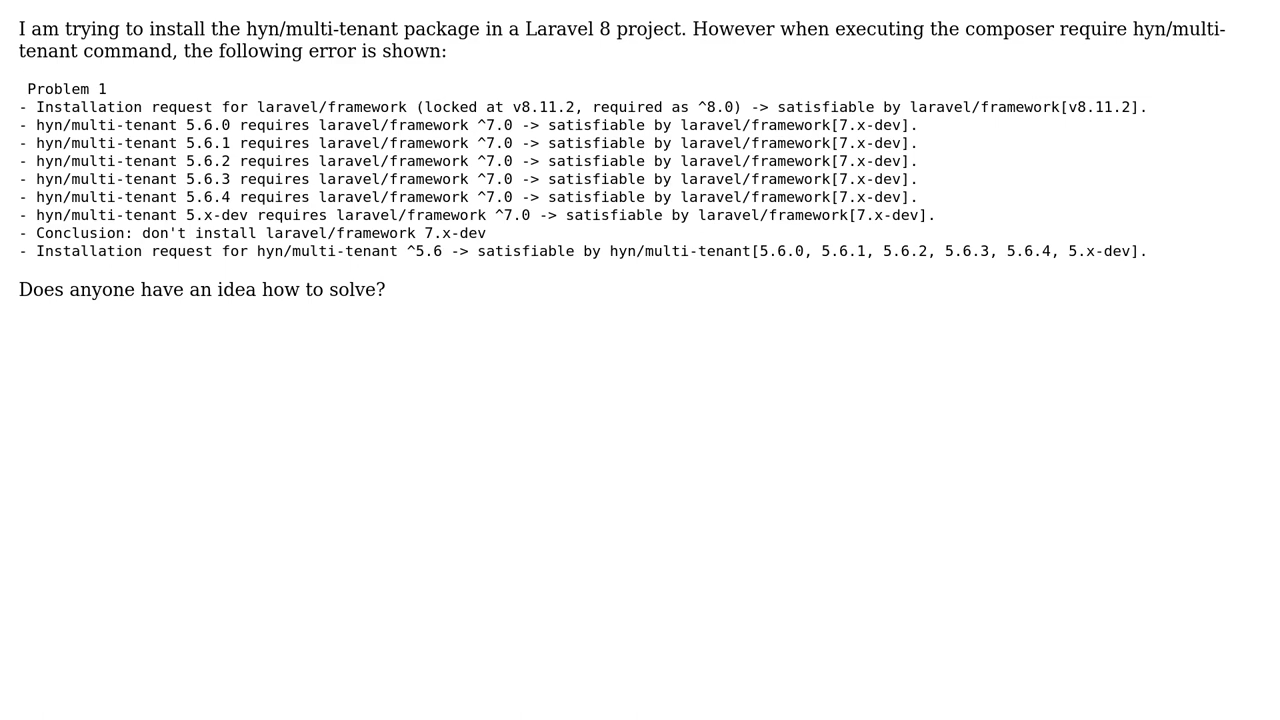 I am trying to install the hyn/multi-tenant package in a Laravel 8 project. However when executing the composer require hyn/multi-
tenant command, the following error is shown:
Problem 1
- Installation request for laravel/framework (locked at v8.11.2, required as ^8.0) -> satisfiable by laravel/framework[v8.11.2].
- hyn/multi-tenant 5.6.0 requires laravel/framework ^7.0 -> satisfiable by laravel/framework[7.x-dev].
- hyn/multi-tenant 5.6.1 requires laravel/framework ^7.0 -> satisfiable by laravel/framework[7.x-dev].
- hyn/multi-tenant 5.6.2 requires laravel/framework ^7.0 -> satisfiable by laravel/framework[7.x-dev].
- hyn/multi-tenant 5.6.3 requires laravel/framework ^7.0 -> satisfiable by laravel/framework[7.x-dev].
- hyn/multi-tenant 5.6.4 requires laravel/framework ^7.0 -> satisfiable by laravel/framework[7.x-dev].
- hyn/multi-tenant 5.x-dev requires laravel/framework ^7.0 -> satisfiable by laravel/framework[7.x-dev].
- Conclusion: don't install laravel/framework 7.x-dev
- Installation request for hyn/multi-tenant ^5.6 -> satisfiable by hyn/multi-tenant[5.6.0, 5.6.1, 5.6.2, 5.6.3, 5.6.4, 5.x-dev].
Does anyone have an idea how to solve?